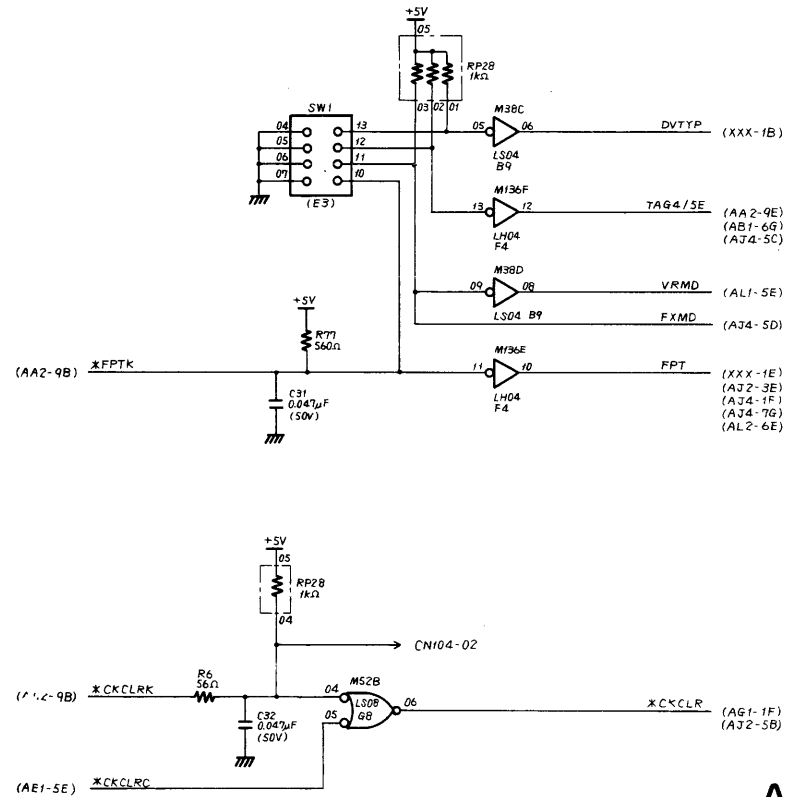 +5V
05
RP28
1kΩ
03 02 01
SW1
04 13
05 12
06 11
07 10
(E3)
M38C
05 06
LS04
B9
DVTYP (XXX-1B)
M136F
13 12
LH04
F4
TAG4/5E (AA2-9E)
(AB1-6G)
(AJ4-5C)
M38D
09 08
LS04 B9
VRMD (AL1-5E)
FXMD (AJ4-5D)
+5V
R77
560Ω
(AA2-9B) *FPTK
C31
0.047μF
(50V)
M136E
11 10
LH04
F4
FPT (XXX-1E)
(AJ2-3E)
(AJ4-1F)
(AJ4-7G)
(AL2-6E)
+5V
05
RP28
1kΩ
04
CN104-02
2-9B) *CKCLRK
R6
56Ω
C32
0.047μF
(50V)
M52B
04
05
LS08
G8
06
*CKCLR (AG1-1F)
(AJ2-5B)
(AE1-5E) *CKCLRC